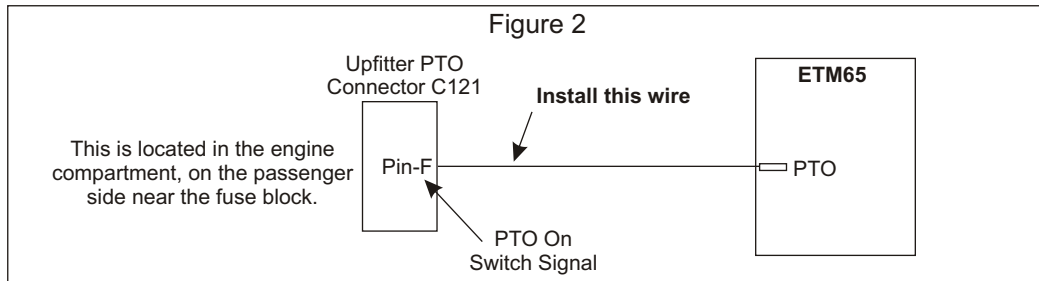 Figure 2
Upfitter PTO
Connector C121
Install this wire
ETM65
This is located in the engine
compartment, on the passenger
side near the fuse block.
Pin-F
PTO
PTO On
Switch Signal